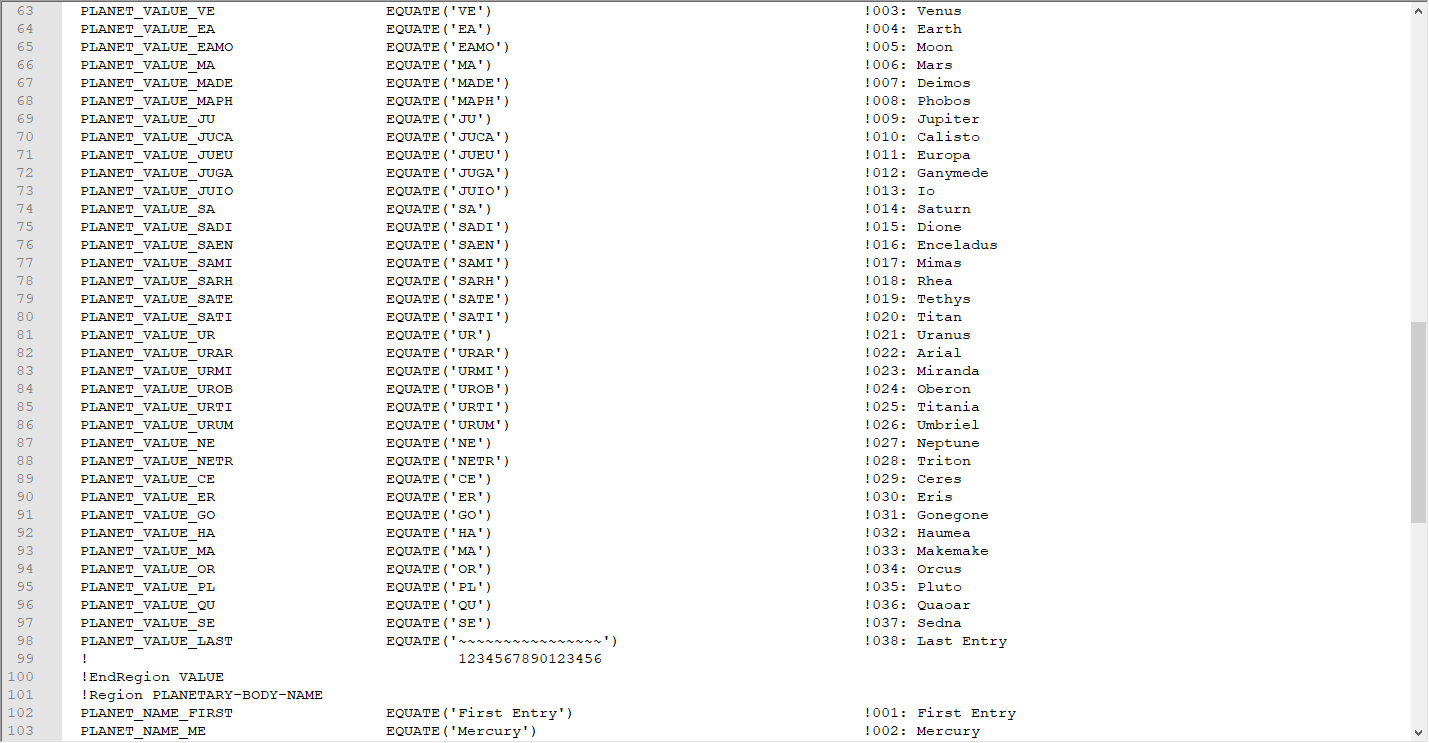 63 PLANET_VALUE_VE EQUATE('VE') !003: Venus
64 PLANET_VALUE_EA EQUATE('EA') !004: Earth
65 PLANET_VALUE_EAMO EQUATE('EAMO') !005: Moon
66 PLANET_VALUE_MA EQUATE('MA') !006: Mars
67 PLANET_VALUE_MADE EQUATE('MADE') !007: Deimos
68 PLANET_VALUE_MAPH EQUATE('MAPH') !008: Phobos
69 PLANET_VALUE_JU EQUATE('JU') !009: Jupiter
70 PLANET_VALUE_JUCA EQUATE('JUCA') !010: Calisto
71 PLANET_VALUE_JUEU EQUATE('JUEU') !011: Europa
72 PLANET_VALUE_JUGA EQUATE('JUGA') !012: Ganymede
73 PLANET_VALUE_JUIO EQUATE('JUIO') !013: Io
74 PLANET_VALUE_SA EQUATE('SA') !014: Saturn
75 PLANET_VALUE_SADI EQUATE('SADI') !015: Dione
76 PLANET_VALUE_SAEN EQUATE('SAEN') !016: Enceladus
77 PLANET_VALUE_SAMI EQUATE('SAMI') !017: Mimas
78 PLANET_VALUE_SARH EQUATE('SARH') !018: Rhea
79 PLANET_VALUE_SATE EQUATE('SATE') !019: Tethys
80 PLANET_VALUE_SATI EQUATE('SATI') !020: Titan
81 PLANET_VALUE_UR EQUATE('UR') !021: Uranus
82 PLANET_VALUE_URAR EQUATE('URAR') !022: Arial
83 PLANET_VALUE_URMI EQUATE('URMI') !023: Miranda
84 PLANET_VALUE_UROB EQUATE('UROB') !024: Oberon
85 PLANET_VALUE_URTI EQUATE('URTI') !025: Titania
86 PLANET_VALUE_URUM EQUATE('URUM') !026: Umbriel
87 PLANET_VALUE_NE EQUATE('NE') !027: Neptune
88 PLANET_VALUE_NETR EQUATE('NETR') !028: Triton
89 PLANET_VALUE_CE EQUATE('CE') !029: Ceres
90 PLANET_VALUE_ER EQUATE('ER') !030: Eris
91 PLANET_VALUE_GO EQUATE('GO') !031: Gonegone
92 PLANET_VALUE_HA EQUATE('HA') !032: Haumea
93 PLANET_VALUE_MA EQUATE('MA') !033: Makemake
94 PLANET_VALUE_OR EQUATE('OR') !034: Orcus
95 PLANET_VALUE_PL EQUATE('PL') !035: Pluto
96 PLANET_VALUE_QU EQUATE('QU') !036: Quaoar
97 PLANET_VALUE_SE EQUATE('SE') !037: Sedna
98 PLANET_VALUE_LAST EQUATE('~~~~~~~~~~~~~~~~') !038: Last Entry
99 ! 1234567890123456
100 !EndRegion VALUE
101 !Region PLANETARY-BODY-NAME
102 PLANET_NAME_FIRST EQUATE('First Entry') !001: First Entry
103 PLANET_NAME_ME EQUATE('Mercury') !002: Mercury